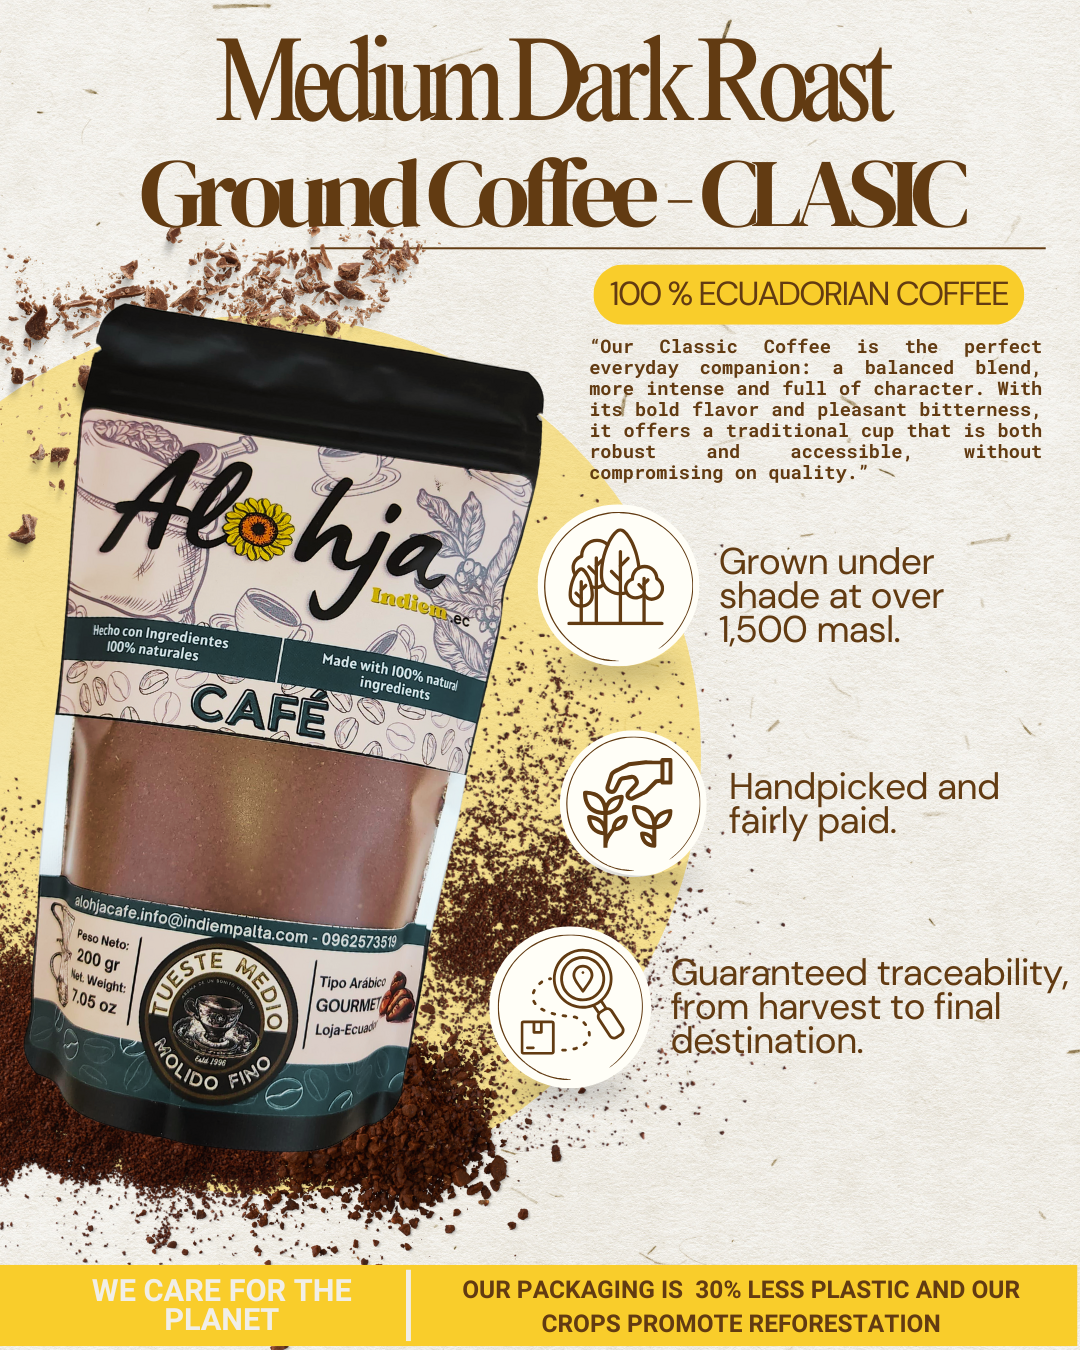 Medium Dark Roast
Ground Coffee - CLASIC
100 % ECUADORIAN COFFEE
“Our Classic Coffee is the perfect
everyday companion: a balanced blend,
more intense and full of character. With
its bold flavor and pleasant bitterness,
it offers a traditional cup that is both
robust and accessible, without
compromising on quality.”
Alohja
Indiem.ec
Hecho con Ingredientes
100% naturales
Made with 100% natural
ingredients
CAFÉ
Grown under
shade at over
1,500 masl.
Handpicked and
fairly paid.
alohjacafe.info@indiempalta.com - 0962573519
Peso Neto:
200 gr
Net. Weight:
7.05 oz
TUESTE MEDIO
Estd 1996
MOLIDO FINO
Tipo Arábico
GOURMET
Loja-Ecuador
Guaranteed traceability,
from harvest to final
destination.
WE CARE FOR THE
PLANET
OUR PACKAGING IS 30% LESS PLASTIC AND OUR
CROPS PROMOTE REFORESTATION